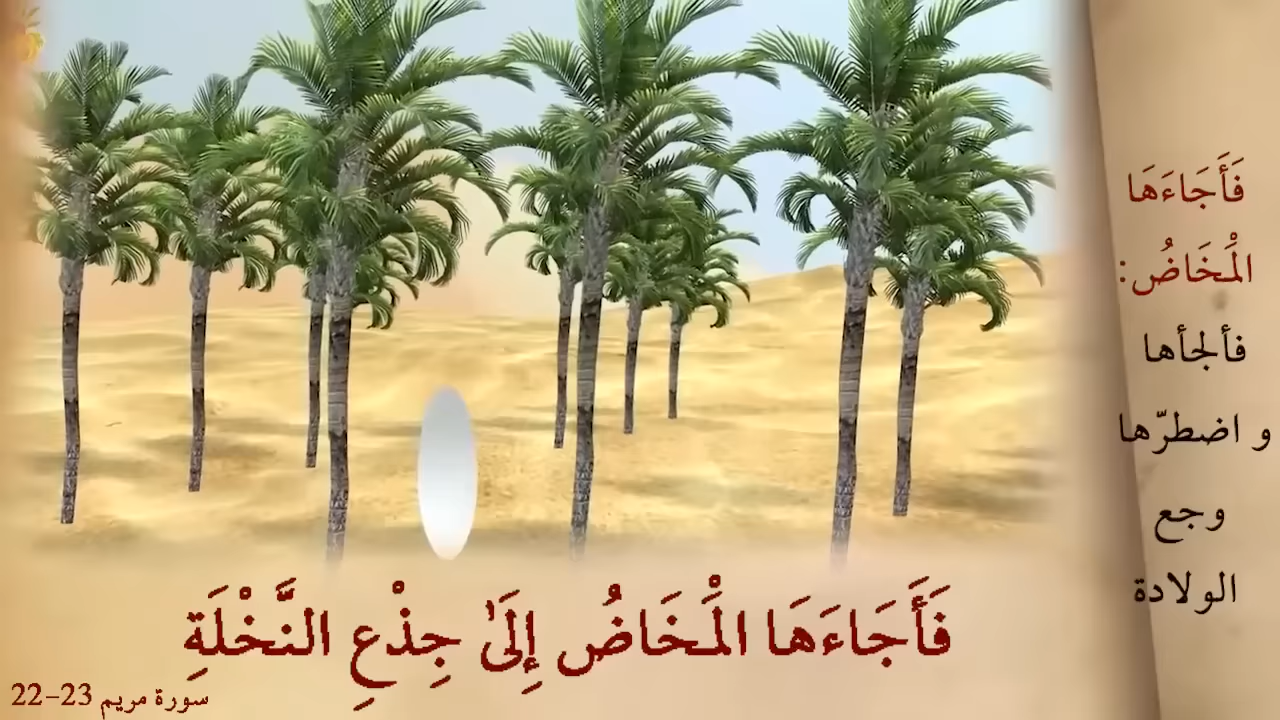 فَأَجَاءَهَا
الْمَخَاضُ:
فألجأها
و اضطرّها
وجع
الولادة
فَأَجَاءَهَا الْمَخَاضُ إِلَىٰ جِذْعِ النَّخْلَةِ
سورة مريم 23-22